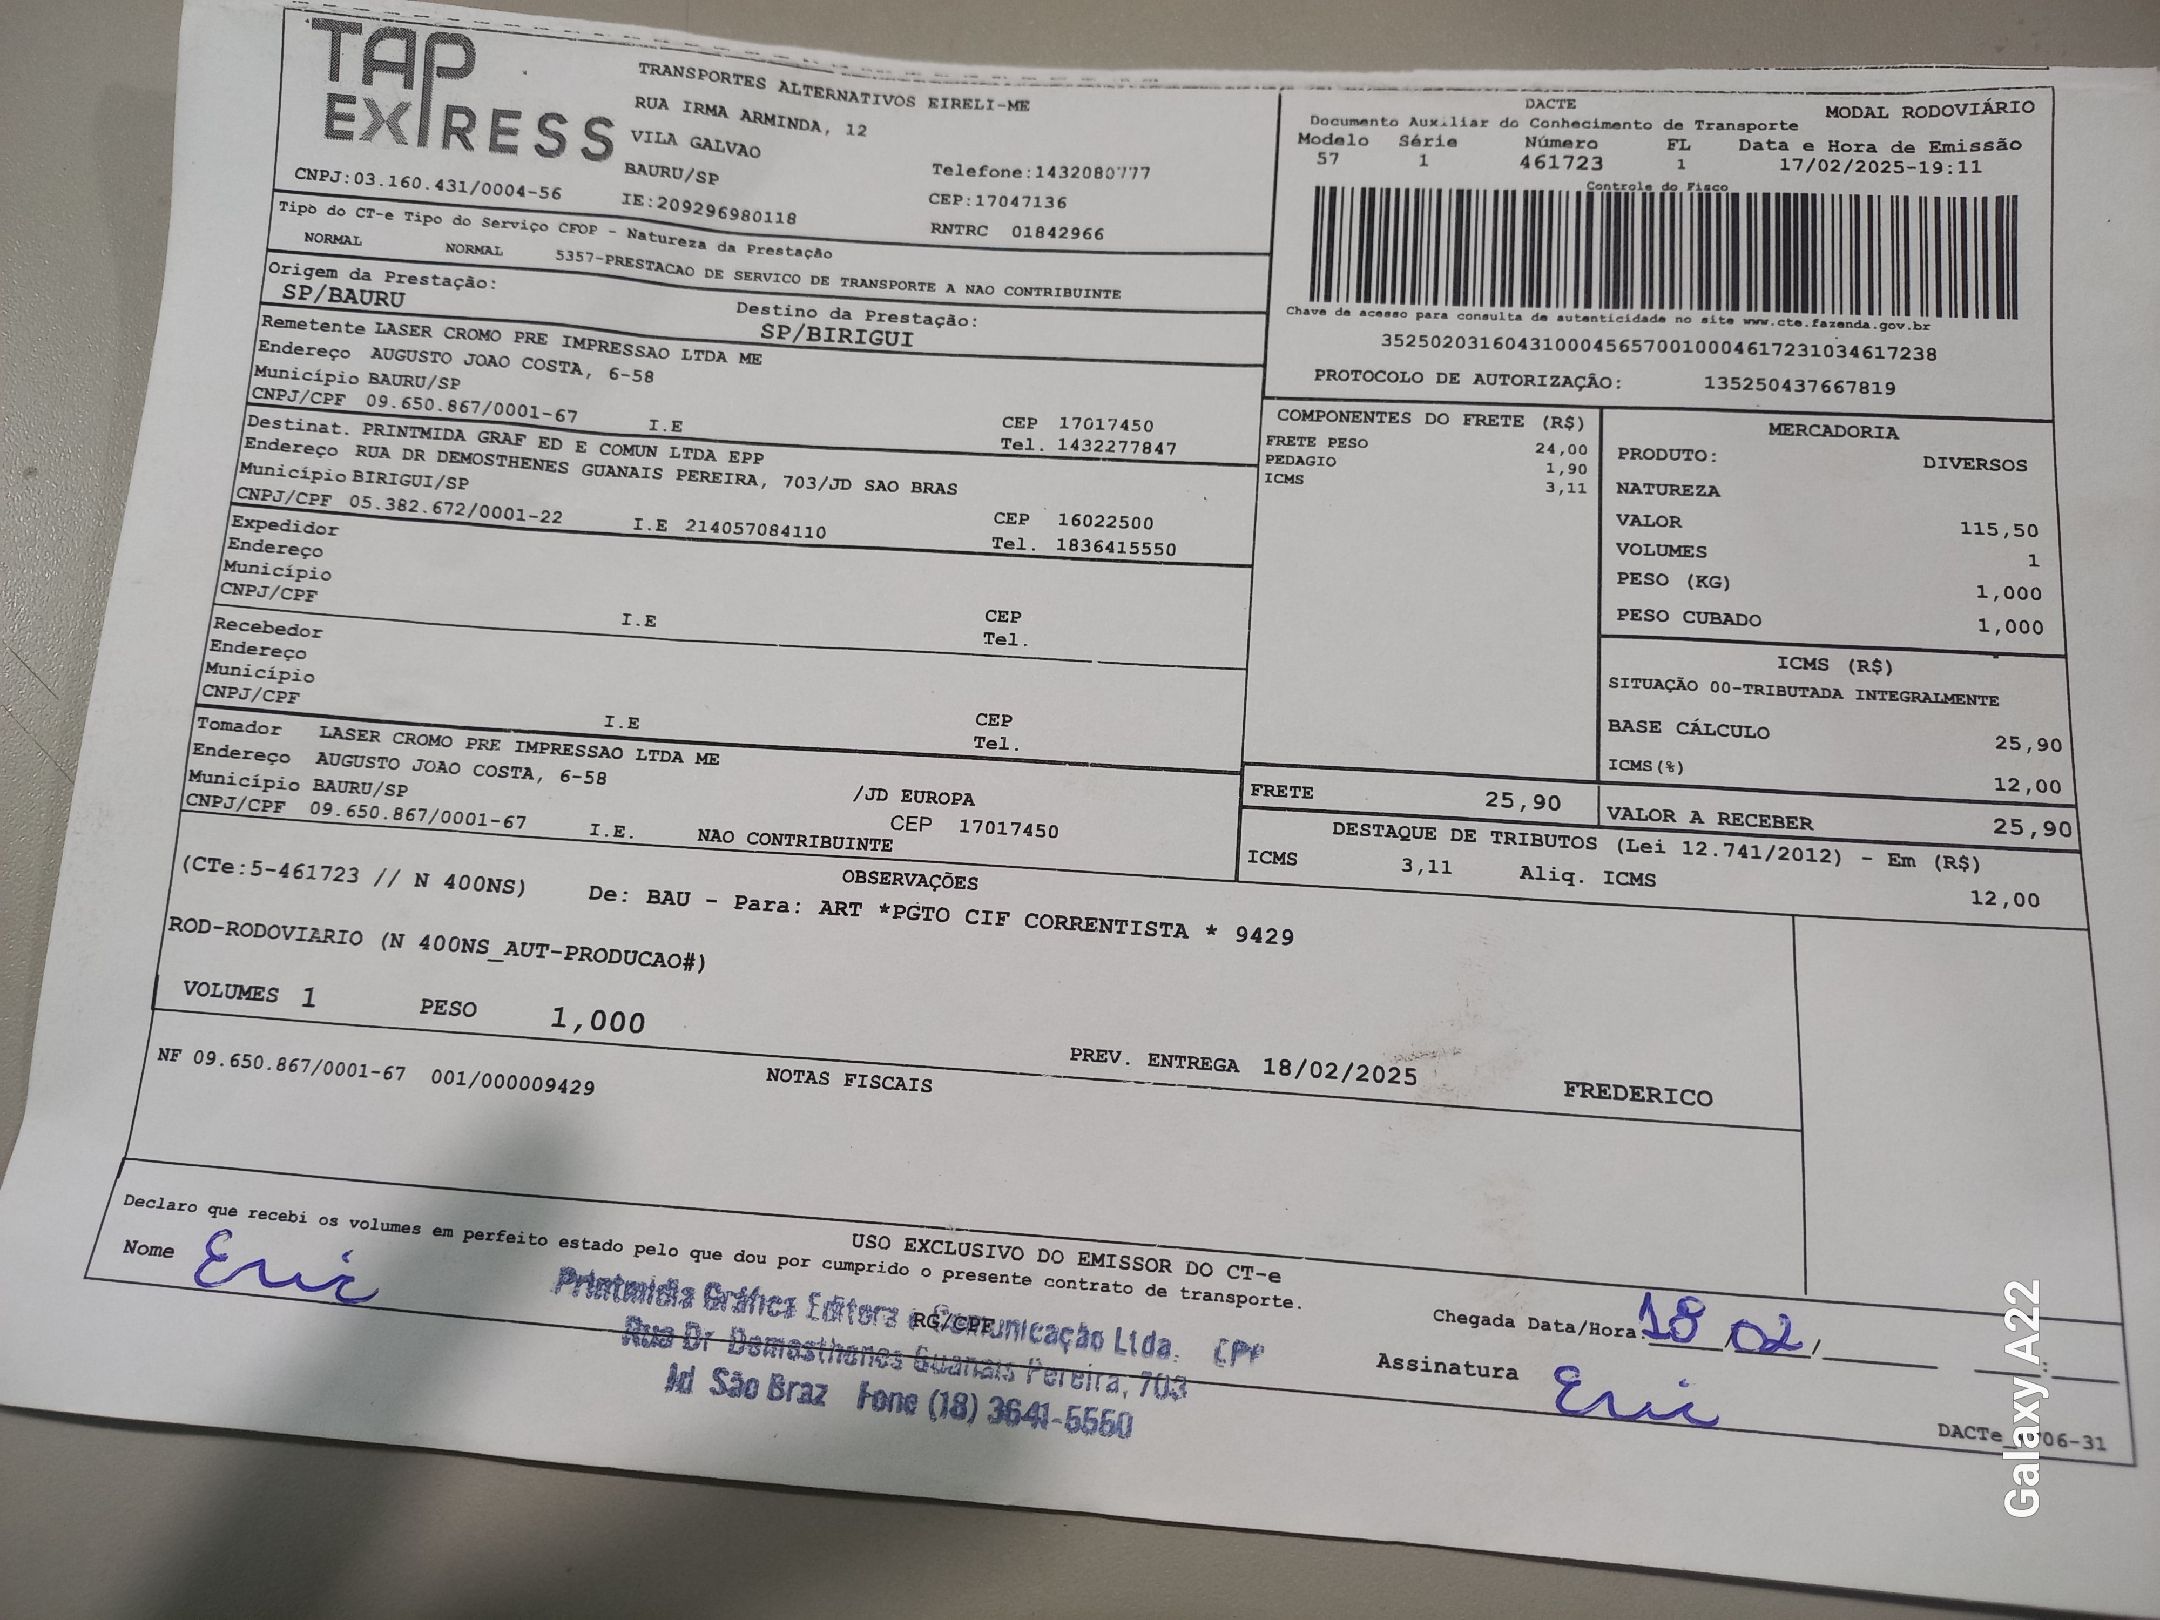 TAP
EXPRESS
TRANSPORTES ALTERNATIVOS EIRELI-ME
RUA IRMA ARMINDA, 12
VILA GALVAO
BAURU/SP
Telefone:1432080777
CNPJ:03.160.431/0004-56
IE:209296980118
CEP:17047136
RNTRC 01842966
DACTE
MODAL RODOVIÁRIO
Documento Auxiliar do Conhecimento de Transporte
Modelo Série Número FL Data e Hora de Emissão
57 1 461723 1 17/02/2025-19:11
Controle do Fisco
Chave de acesso para consulta de autenticidade no site www.cte.fazenda.gov.br
35250203160431000456570010004617231034617238
PROTOCOLO DE AUTORIZAÇÃO: 135250437667819
Tipo do CT-e Tipo do Serviço CFOP - Natureza da Prestação
NORMAL NORMAL 5357-PRESTACAO DE SERVICO DE TRANSPORTE A NAO CONTRIBUINTE
Origem da Prestação:
SP/BAURU
Destino da Prestação:
SP/BIRIGUI
Remetente LASER CROMO PRE IMPRESSAO LTDA ME
Endereço AUGUSTO JOAO COSTA, 6-58
Município BAURU/SP
CEP 17017450
CNPJ/CPF 09.650.867/0001-67 I.E
Tel. 1432277847
Destinat. PRINTMIDA GRAF ED E COMUN LTDA EPP
Endereço RUA DR DEMOSTHENES GUANAIS PEREIRA, 703/JD SAO BRAS
Município BIRIGUI/SP
CEP 16022500
CNPJ/CPF 05.382.672/0001-22 I.E 214057084110
Tel. 1836415550
Expedidor
Endereço
Município
CEP
CNPJ/CPF I.E
Tel.
Recebedor
Endereço
Município
CEP
CNPJ/CPF I.E
Tel.
Tomador LASER CROMO PRE IMPRESSAO LTDA ME
Endereço AUGUSTO JOAO COSTA, 6-58
/JD EUROPA
Município BAURU/SP
CEP 17017450
CNPJ/CPF 09.650.867/0001-67 I.E. NAO CONTRIBUINTE
COMPONENTES DO FRETE (R$)
FRETE PESO 24,00
PEDAGIO 1,90
ICMS 3,11
MERCADORIA
PRODUTO: DIVERSOS
NATUREZA
VALOR 115,50
VOLUMES 1
PESO (KG) 1,000
PESO CUBADO 1,000
ICMS (R$)
SITUAÇÃO 00-TRIBUTADA INTEGRALMENTE
BASE CÁLCULO 25,90
ICMS(%) 12,00
FRETE 25,90
VALOR A RECEBER 25,90
DESTAQUE DE TRIBUTOS (Lei 12.741/2012) - Em (R$)
ICMS 3,11 Aliq. ICMS 12,00
OBSERVAÇÕES
(CTe:5-461723 // N 400NS) De: BAU - Para: ART *PGTO CIF CORRENTISTA * 9429
ROD-RODOVIARIO (N 400NS_AUT-PRODUCAO#)
VOLUMES 1 PESO 1,000
PREV. ENTREGA 18/02/2025
FREDERICO
NOTAS FISCAIS
NF 09.650.867/0001-67 001/000009429
USO EXCLUSIVO DO EMISSOR DO CT-e
Declaro que recebi os volumes em perfeito estado pelo que dou por cumprido o presente contrato de transporte.
Nome Eric
RG/CPF
Chegada Data/Hora: 18/02/
Assinatura Eric
Printmidia Gráfica Editora e Comunicação Ltda. EPP
Rua Dr Demosthenes Guanais Pereira, 703
Jd São Braz Fone (18) 3641-5550
Galaxy A22